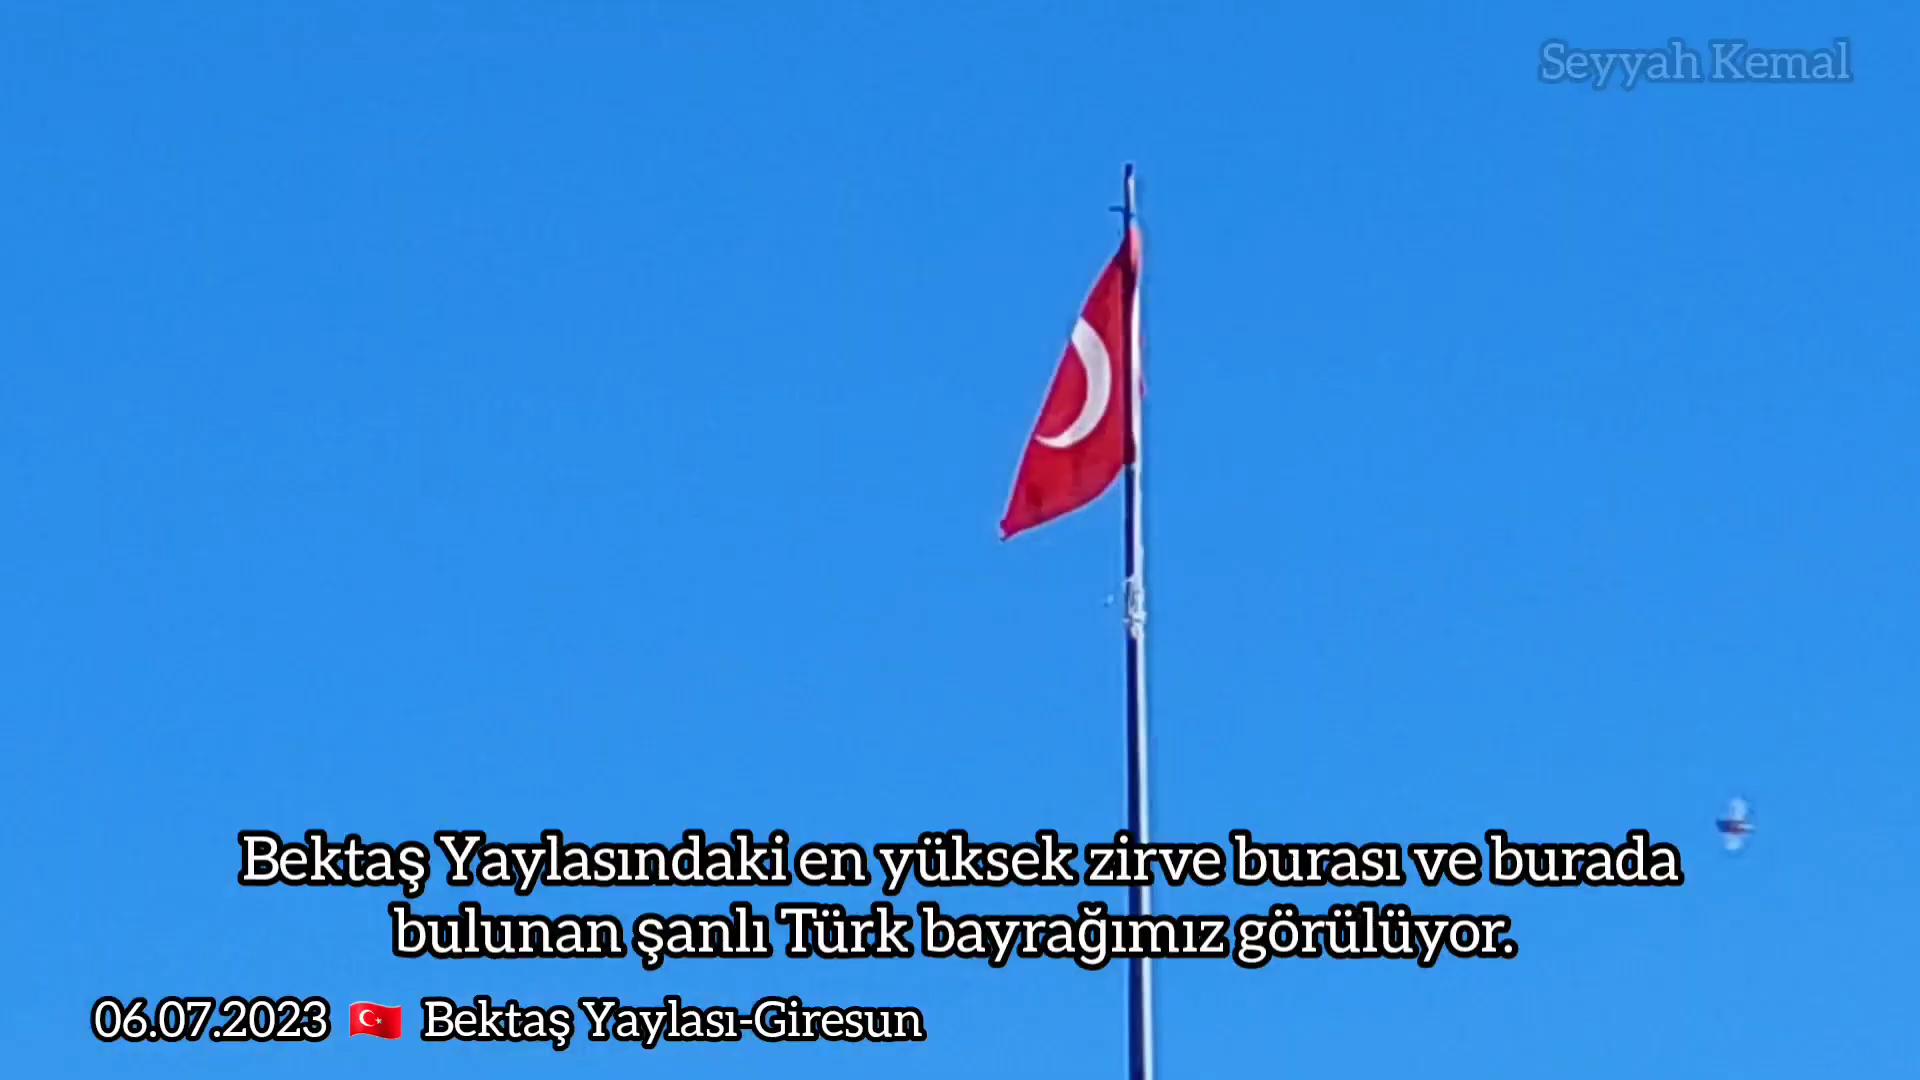 Seyyah Kemal
Bektaş Yaylasındaki en yüksek zirve burası ve burada
bulunan şanlı Türk bayrağımız görülüyor.
06.07.2023 🇹🇷 Bektaş Yaylası-Giresun